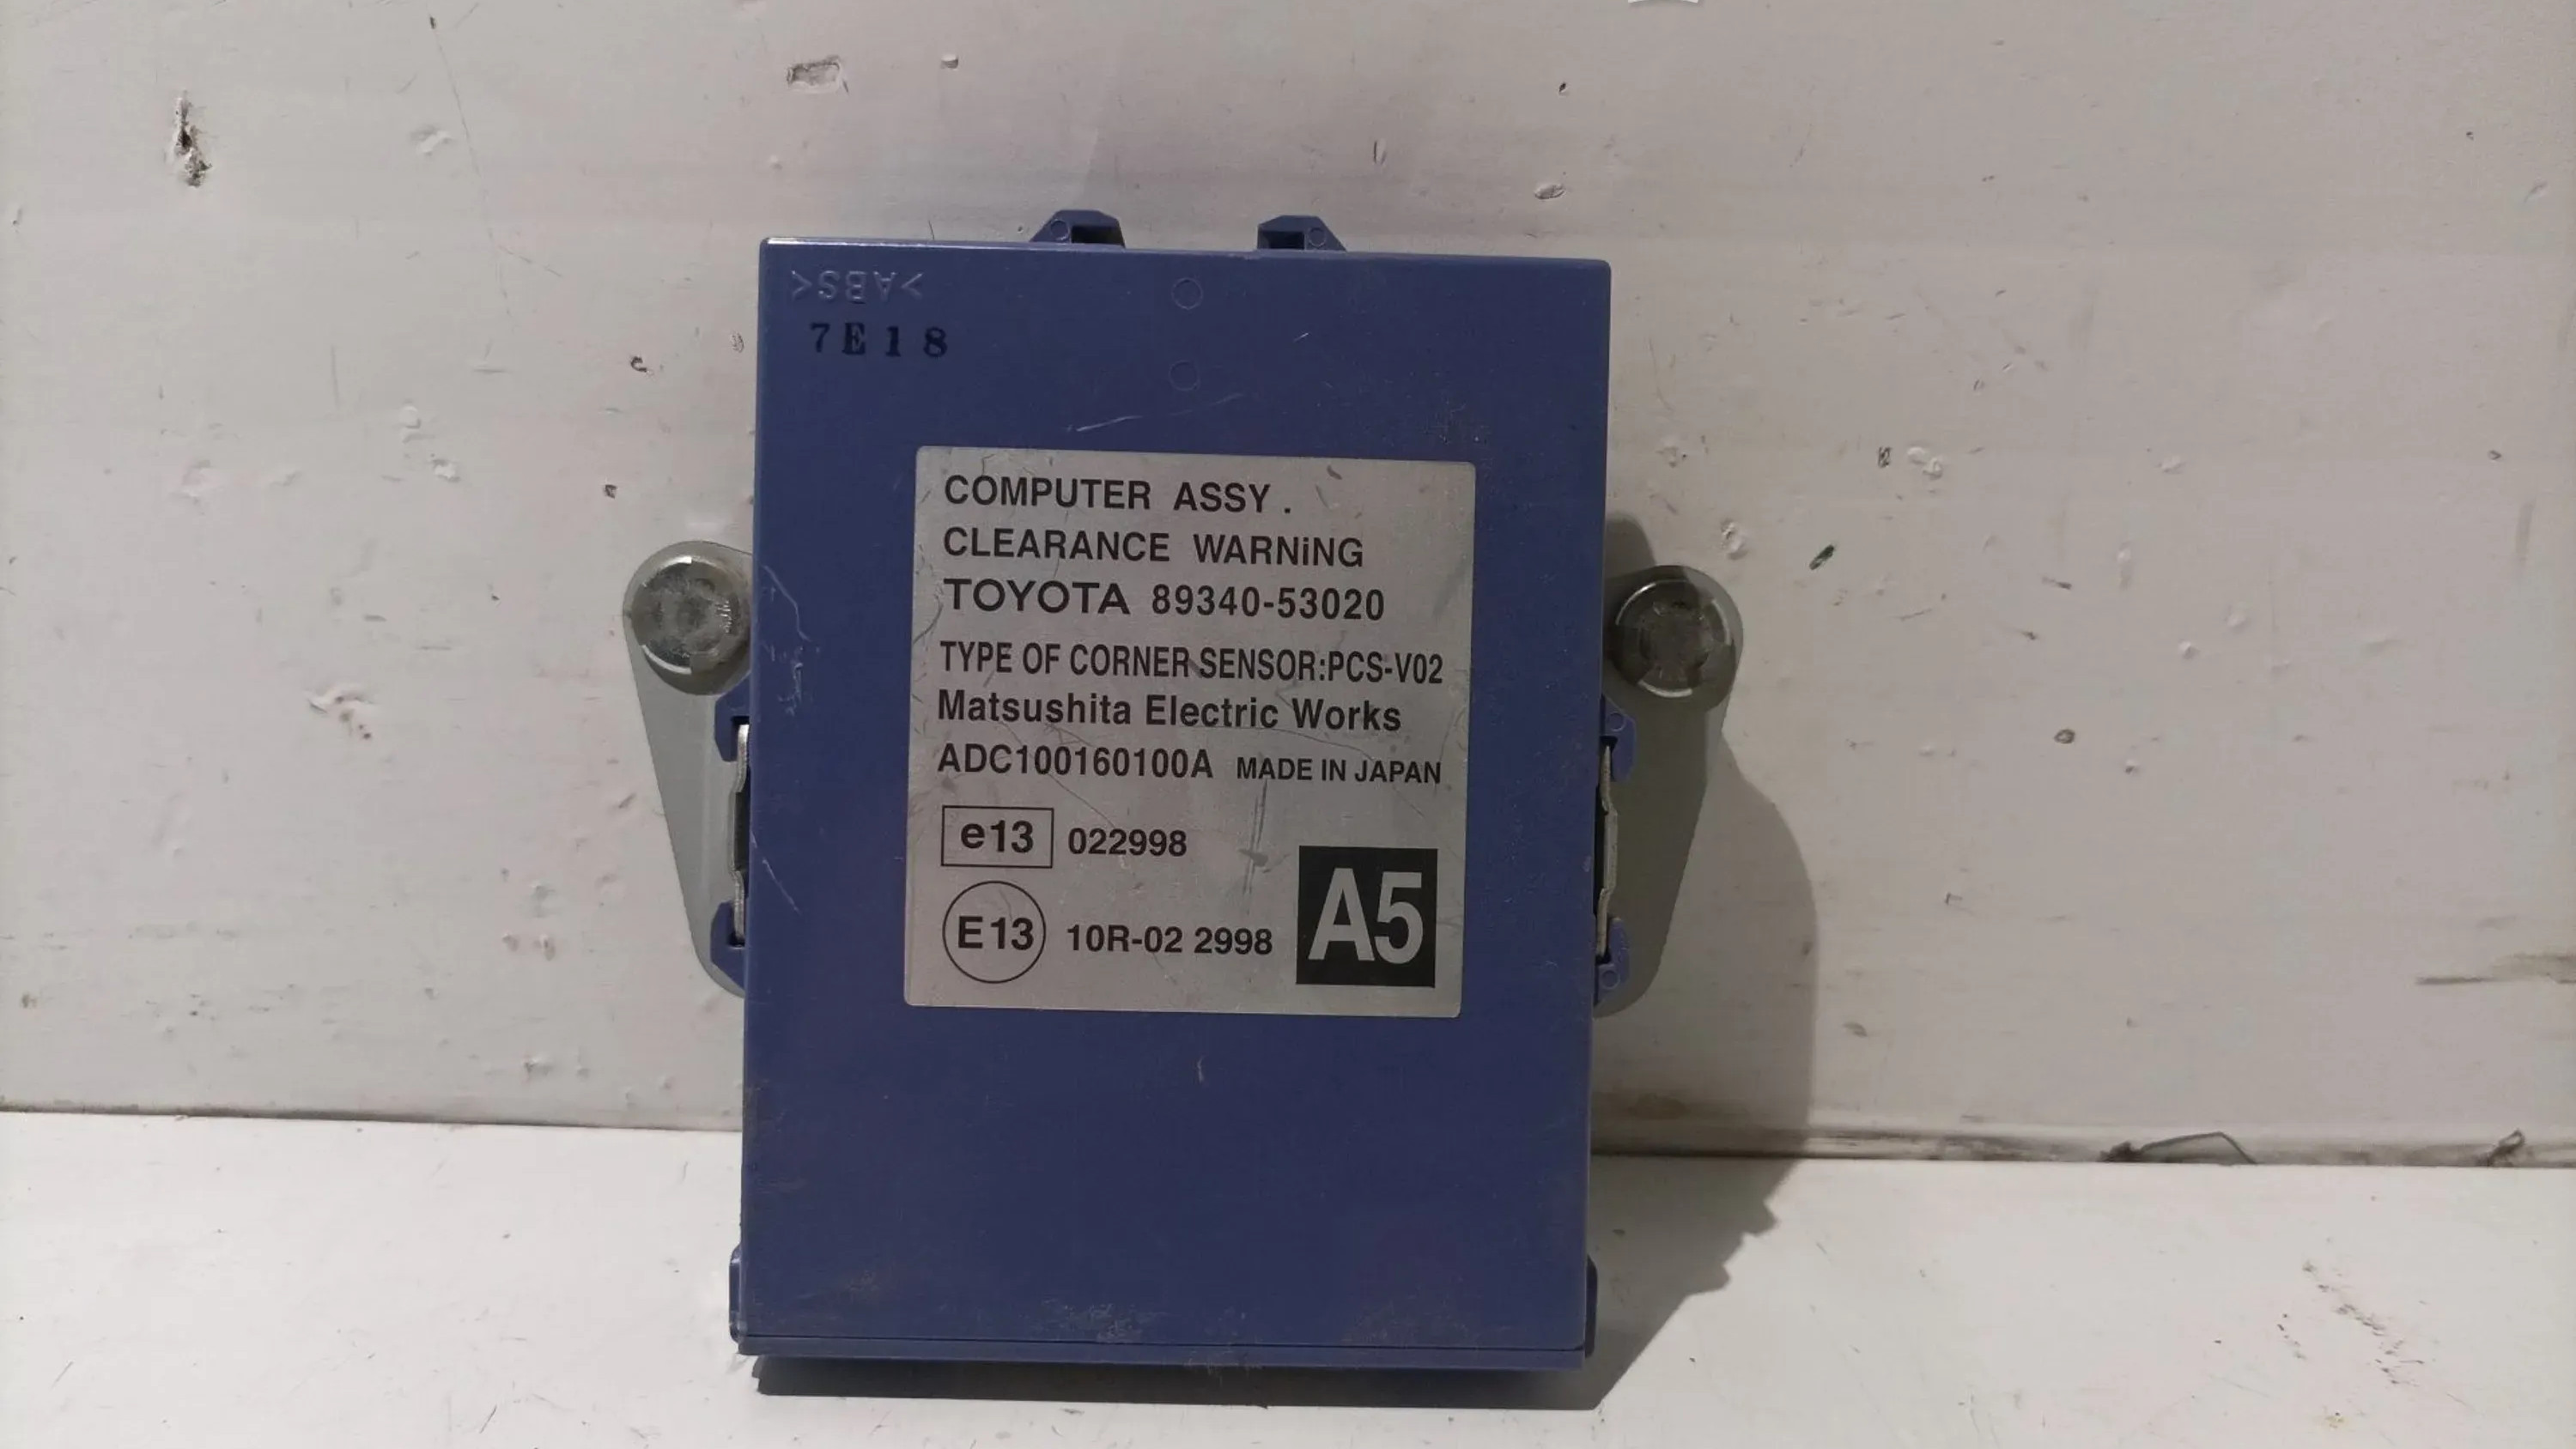 >ABS<
7E18
COMPUTER ASSY.
CLEARANCE WARNiNG
TOYOTA 89340-53020
TYPE OF CORNER SENSOR:PCS-V02
Matsushita Electric Works
ADC100160100A MADE IN JAPAN
e13 022998
E13 10R-02 2998 A5